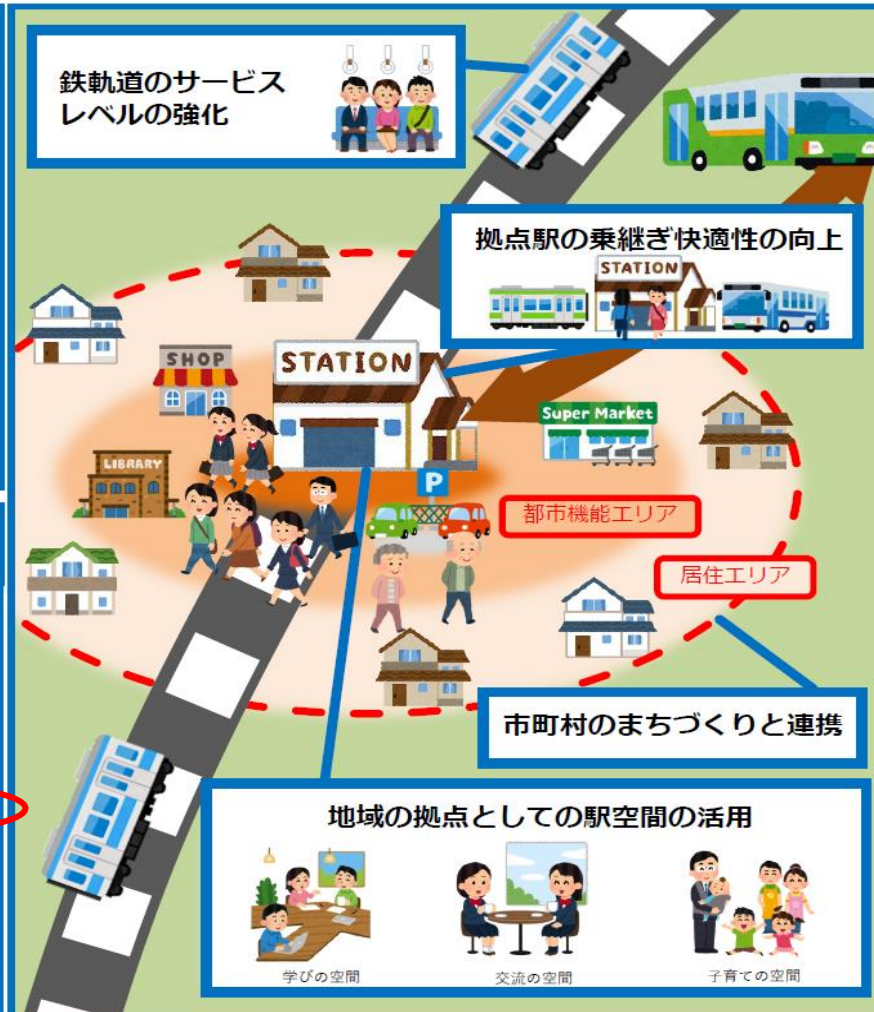 鉄軌道のサービス
レベルの強化
拠点駅の乗継ぎ快適性の向上
STATION
SHOP
STATION
Super Market
LIBRARY
P
都市機能エリア
居住エリア
市町村のまちづくりと連携
地域の拠点としての駅空間の活用
学びの空間
交流の空間
子育ての空間